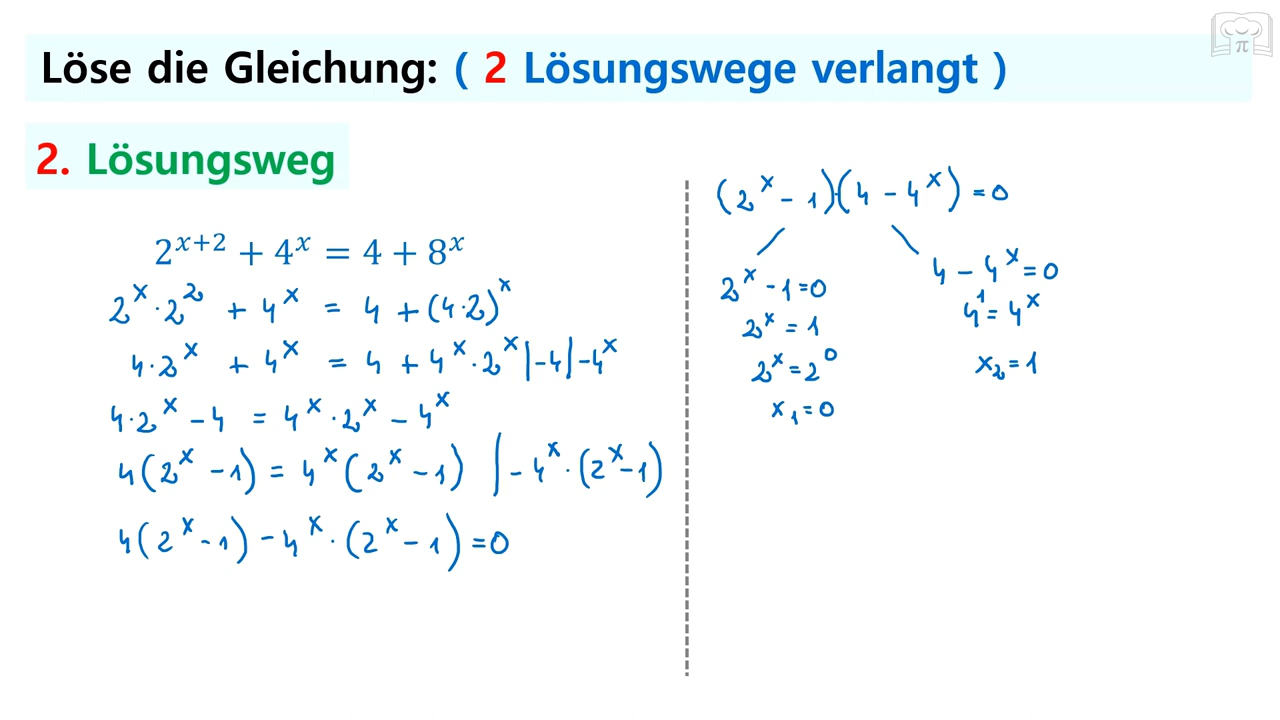 Löse die Gleichung: ( 2 Lösungswege verlangt )
π
2. Lösungsweg
2^{x+2} + 4^x = 4 + 8^x
2^x · 2^2 + 4^x = 4 + (4·2)^x
4·2^x + 4^x = 4 + 4^x · 2^x |-4|-4^x
4·2^x - 4 = 4^x · 2^x - 4^x
4(2^x - 1) = 4^x (2^x - 1) | - 4^x · (2^x - 1)
4(2^x - 1) - 4^x · (2^x - 1) = 0
(2^x - 1)·(4 - 4^x) = 0
2^x - 1 = 0
2^x = 1
2^x = 2^0
x_1 = 0
4 - 4^x = 0
4^1 = 4^x
x_2 = 1